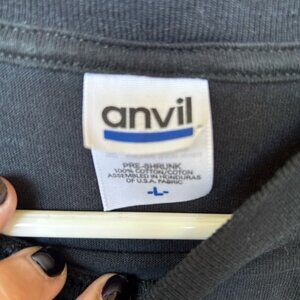 anvil
PRE-SHRUNK
100% COTTON/COTON
ASSEMBLED IN HONDURAS
OF U.S.A. FABRIC
-L-